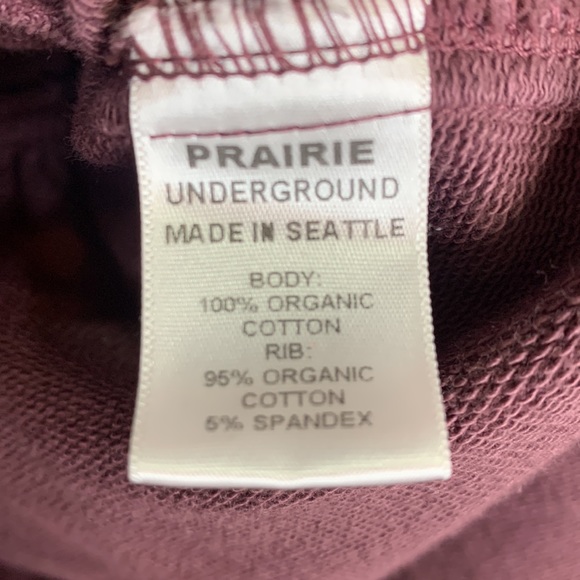 PRAIRIE
UNDERGROUND
MADE IN SEATTLE
BODY:
100% ORGANIC
COTTON
RIB:
95% ORGANIC
COTTON
5% SPANDEX